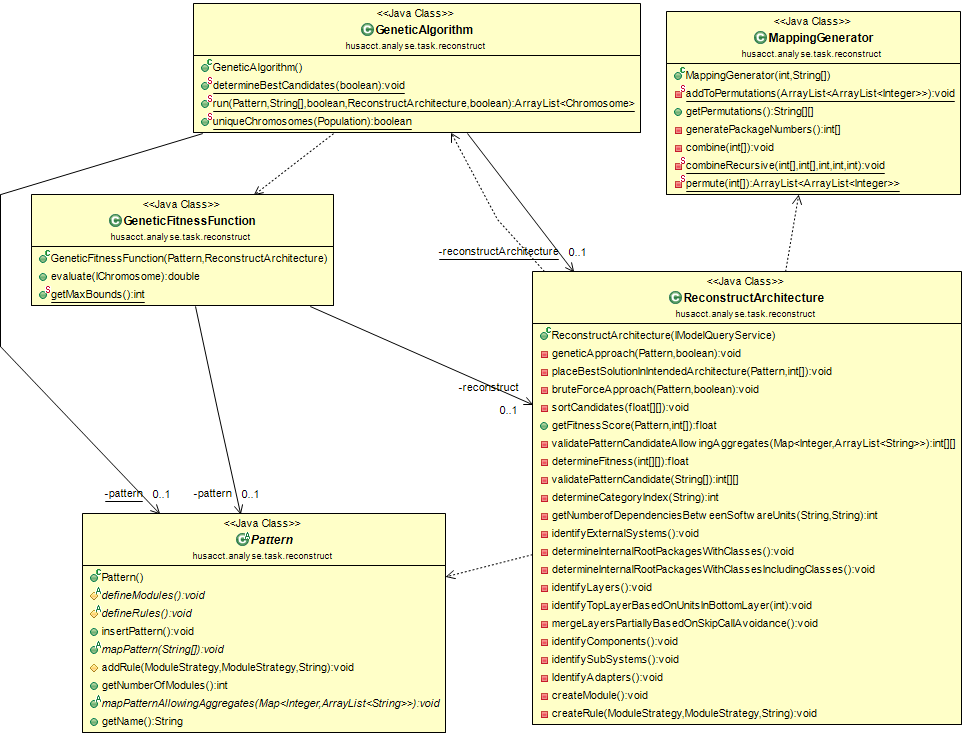 <<Java Class>>
GeneticAlgorithm
husacct.analyse.task.reconstruct
GeneticAlgorithm()
determineBestCandidates(boolean):void
run(Pattern,String[],boolean,ReconstructArchitecture,boolean):ArrayList<Chromosome>
uniqueChromosomes(Population):boolean
<<Java Class>>
MappingGenerator
husacct.analyse.task.reconstruct
MappingGenerator(int,String[])
addToPermutations(ArrayList<ArrayList<Integer>>):void
getPermutations():String[][]
generatePackageNumbers():int[]
combine(int[]):void
combineRecursive(int[],int[],int,int,int):void
permute(int[]):ArrayList<ArrayList<Integer>>
<<Java Class>>
GeneticFitnessFunction
husacct.analyse.task.reconstruct
GeneticFitnessFunction(Pattern,ReconstructArchitecture)
evaluate(IChromosome):double
getMaxBounds():int
-reconstructArchitecture 0..1
<<Java Class>>
ReconstructArchitecture
husacct.analyse.task.reconstruct
ReconstructArchitecture(IModelQueryService)
geneticApproach(Pattern,boolean):void
placeBestSolutionInIntendedArchitecture(Pattern,int[]):void
bruteForceApproach(Pattern,boolean):void
sortCandidates(float[][]):void
getFitnessScore(Pattern,int[]):float
validatePatternCandidateAllowingAggregates(Map<Integer,ArrayList<String>>):int[][]
determineFitness(int[][]):float
validatePatternCandidate(String[]):int[][]
determineCategoryIndex(String):int
getNumberofDependenciesBetweenSoftwareUnits(String,String):int
identifyExternalSystems():void
determineInternalRootPackagesWithClasses():void
determineInternalRootPackagesWithClassesIncludingClasses():void
identifyLayers():void
identifyTopLayerBasedOnUnitsInBottomLayer(int):void
mergeLayersPartiallyBasedOnSkipCallAvoidance():void
identifyComponents():void
identifySubSystems():void
IdentifyAdapters():void
createModule():void
createRule(ModuleStrategy,ModuleStrategy,String):void
-reconstruct
0..1
-pattern 0..1
-pattern 0..1
<<Java Class>>
Pattern
husacct.analyse.task.reconstruct
Pattern()
defineModules():void
defineRules():void
insertPattern():void
mapPattern(String[]):void
addRule(ModuleStrategy,ModuleStrategy,String):void
getNumberOfModules():int
mapPatternAllowingAggregates(Map<Integer,ArrayList<String>>):void
getName():String